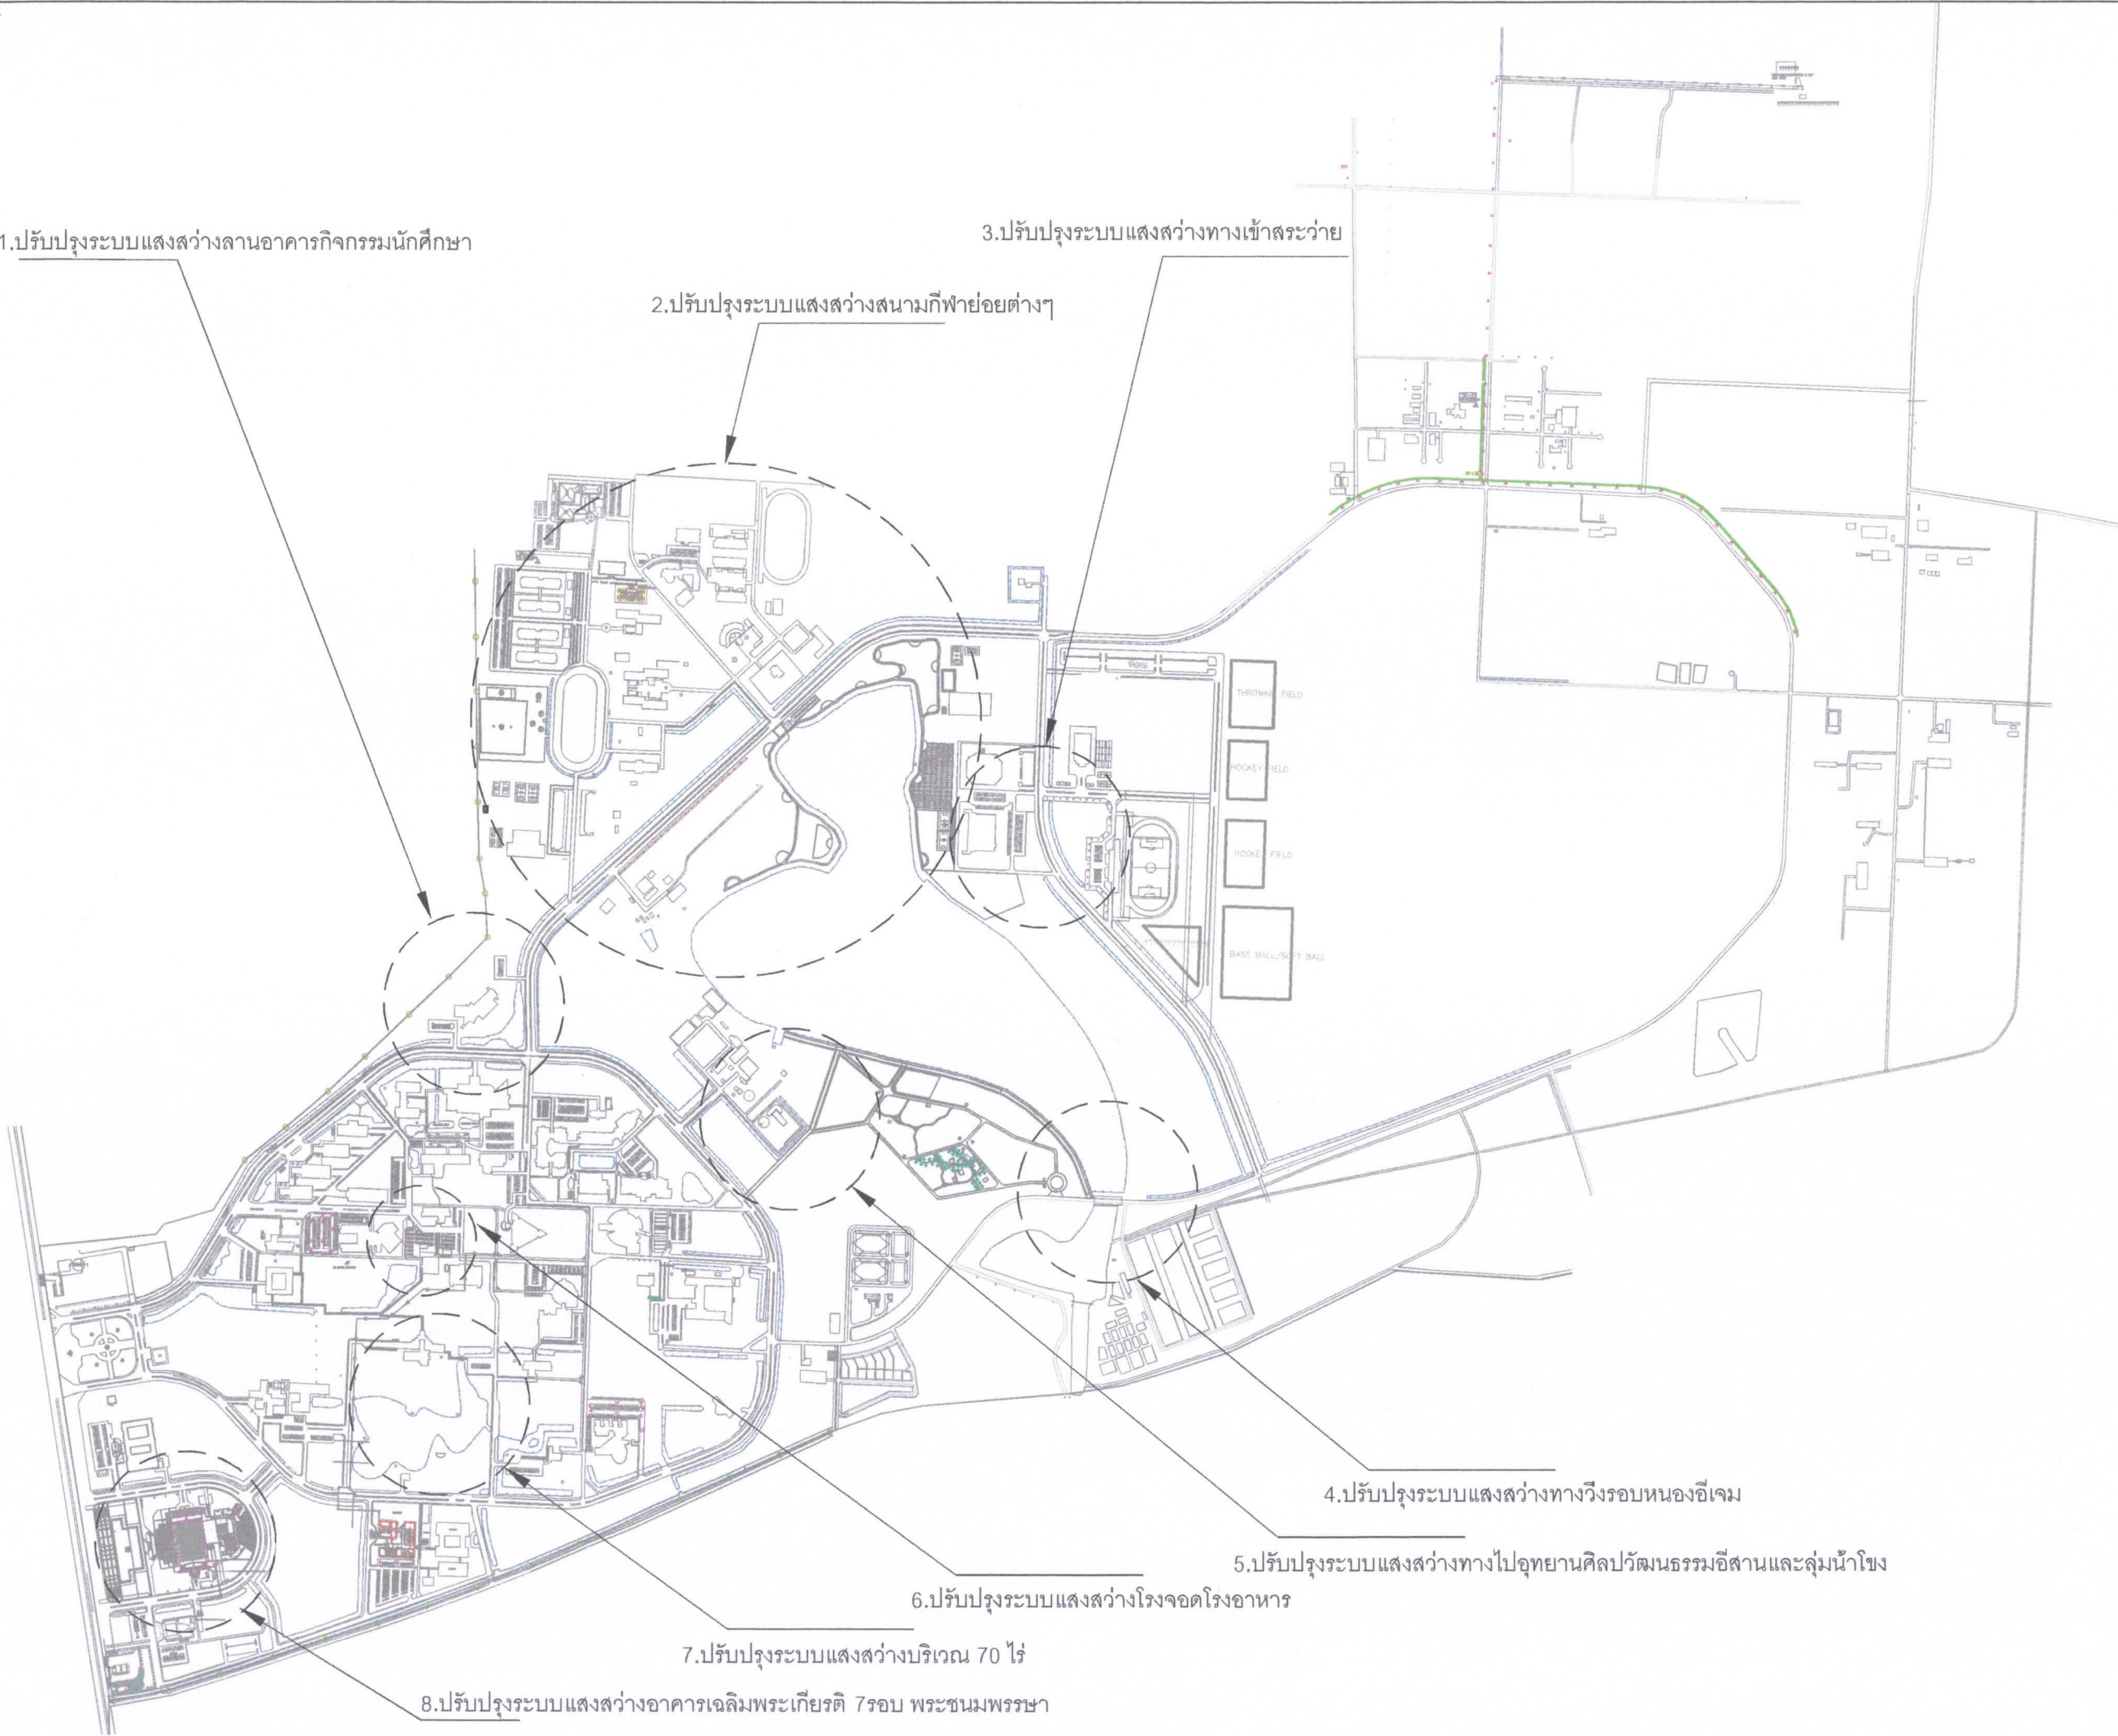 1.ปรับปรุงระบบแสงสว่างลานอาคารกิจกรรมนักศึกษา
3.ปรับปรุงระบบแสงสว่างทางเข้าสระว่าย
2.ปรับปรุงระบบแสงสว่างสนามกีฬาย่อยต่างๆ
THROWING FIELD
HOCKEY FIELD
HOCKEY FIELD
BASE BALL/SOFT BALL
4.ปรับปรุงระบบแสงสว่างทางวิ่งรอบหนองอีเจม
5.ปรับปรุงระบบแสงสว่างทางไปอุทยานศิลปวัฒนธรรมอีสานและลุ่มน้ำโขง
6.ปรับปรุงระบบแสงสว่างโรงจอดโรงอาหาร
7.ปรับปรุงระบบแสงสว่างบริเวณ 70 ไร่
8.ปรับปรุงระบบแสงสว่างอาคารเฉลิมพระเกียรติ 7รอบ พระชนมพรรษา